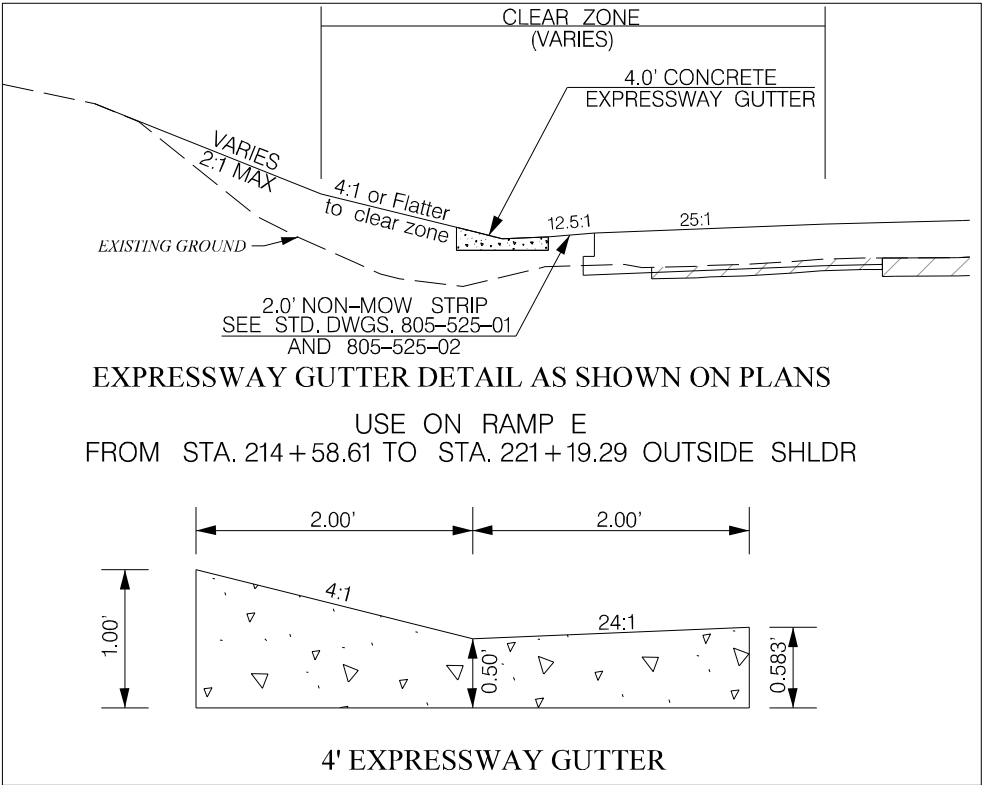 CLEAR ZONE
(VARIES)
4.0' CONCRETE
EXPRESSWAY GUTTER
VARIES
2:1 MAX
4:1 or Flatter
to clear zone
12.5:1
25:1
EXISTING GROUND
2.0' NON-MOW STRIP
SEE STD. DWGS. 805-525-01
AND 805-525-02
EXPRESSWAY GUTTER DETAIL AS SHOWN ON PLANS
USE ON RAMP E
FROM STA. 214+58.61 TO STA. 221+19.29 OUTSIDE SHLDR
2.00'
2.00'
4:1
24:1
1.00'
0.50'
0.583'
4' EXPRESSWAY GUTTER